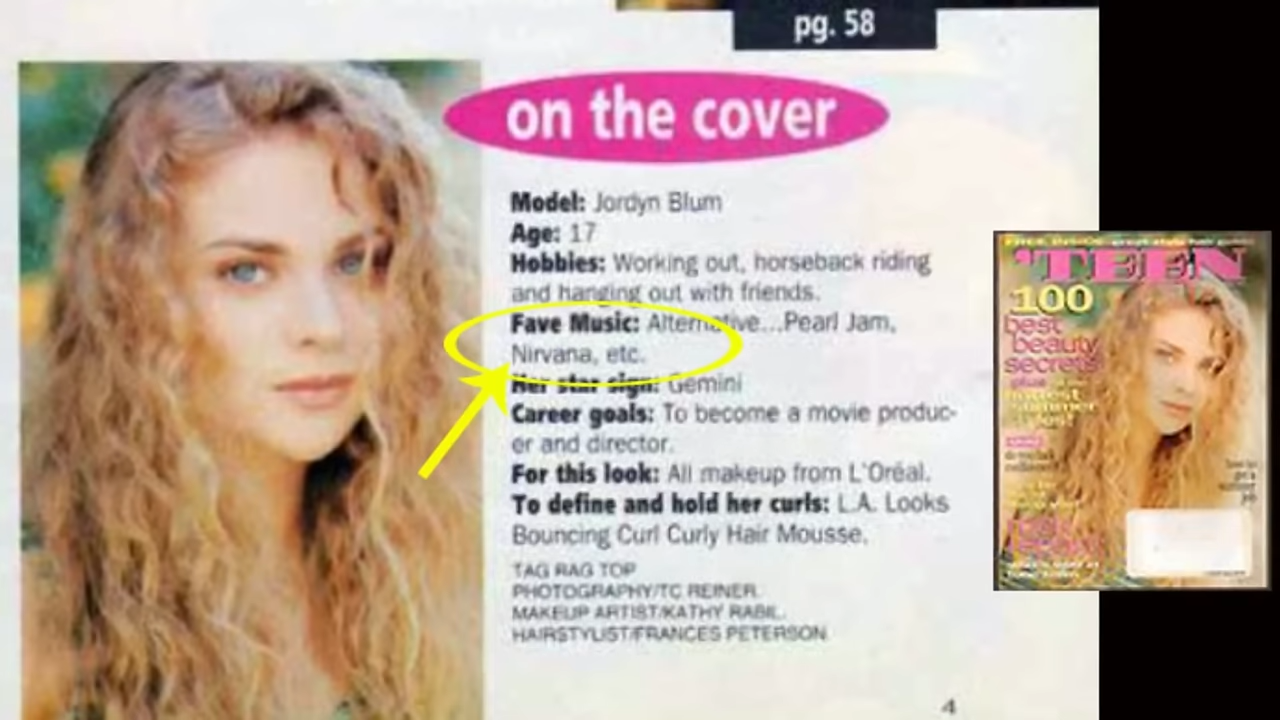 pg. 58
on the cover
Model: Jordyn Blum
Age: 17
Hobbies: Working out, horseback riding
and hanging out with friends.
Fave Music: Alternative...Pearl Jam,
Nirvana, etc.
Her star sign: Gemini
Career goals: To become a movie produc-
er and director.
For this look: All makeup from L'Oréal.
To define and hold her curls: L.A. Looks
Bouncing Curl Curly Hair Mousse.
TAG RAG TOP
PHOTOGRAPHY/TC REINER.
MAKEUP ARTIST/KATHY RABIL.
HAIRSTYLIST/FRANCES PETERSON
4
'TEEN
100
best
beauty
secrets
plus
hottest
summer